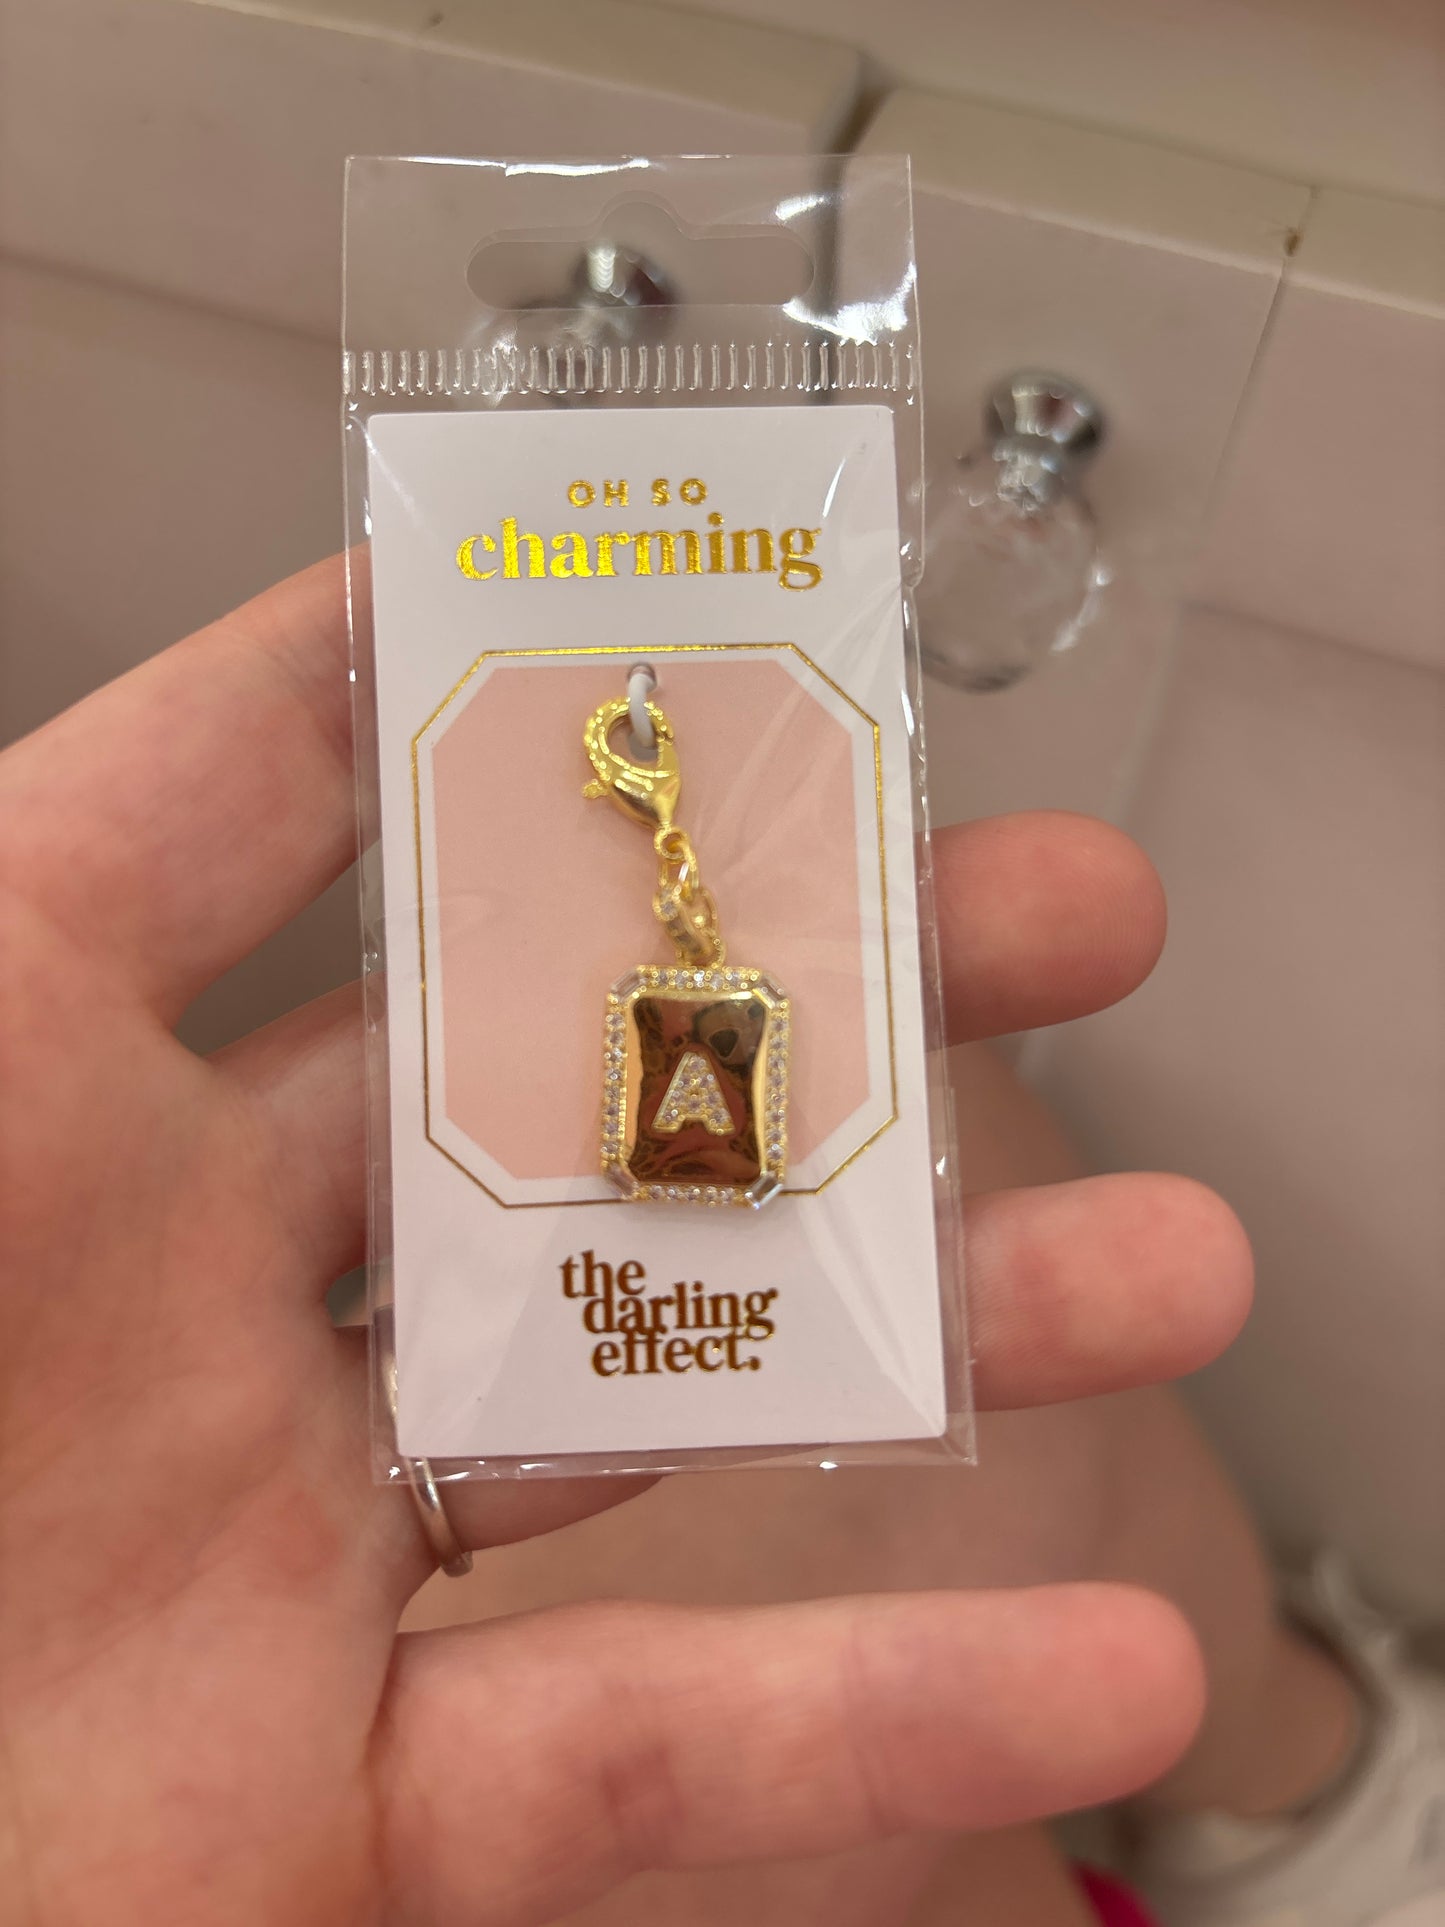 OH SO
charming
A
the
darling
effect.